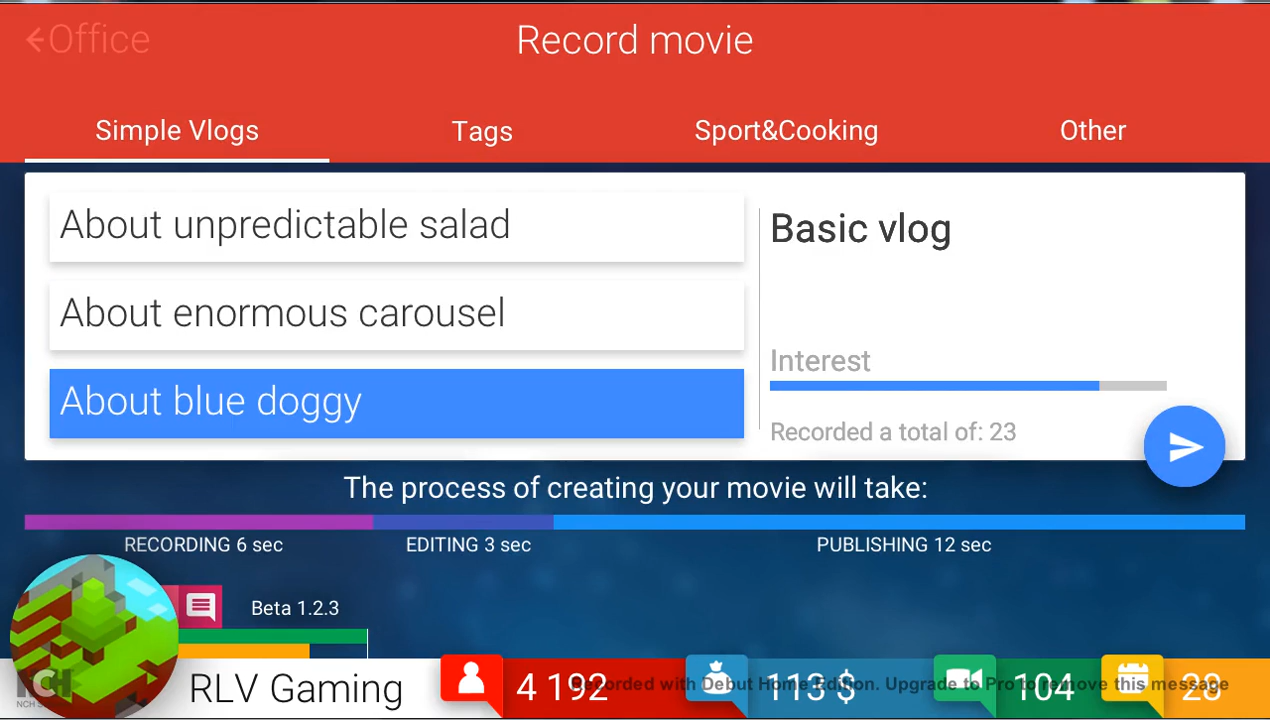 Office
Record movie
Simple Vlogs
Tags
Sport&Cooking
Other
About unpredictable salad
Basic vlog
About enormous carousel
Interest
About blue doggy
Recorded a total of: 23
The process of creating your movie will take:
RECORDING 6 sec
EDITING 3 sec
PUBLISHING 12 sec
Beta 1.2.3
RLV Gaming
4 192
113 $
104
Recorded with Debut Home Edition. Upgrade to Pro to remove this message
NCH